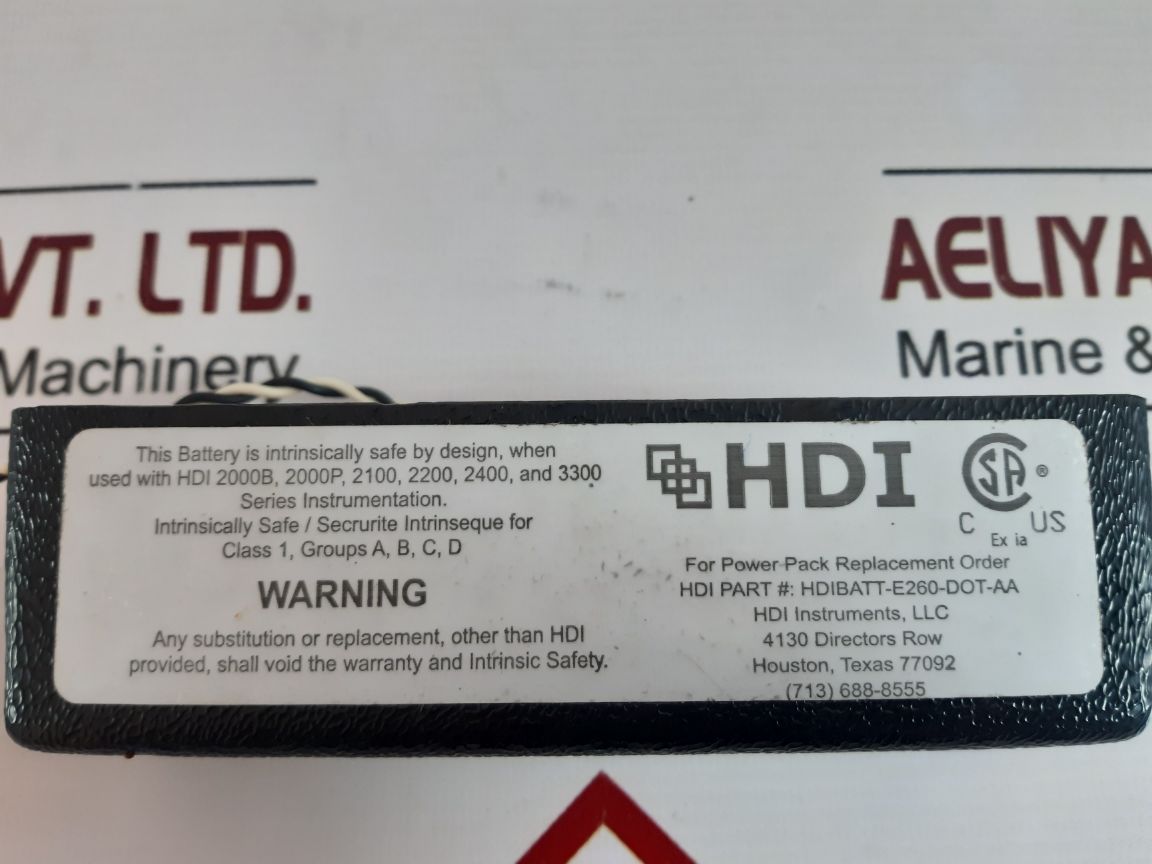 VT. LTD.
Machinery
AELIYA
Marine &
This Battery is intrinsically safe by design, when
used with HDI 2000B, 2000P, 2100, 2200, 2400, and 3300
Series Instrumentation.
Intrinsically Safe / Secrurite Intrinseque for
Class 1, Groups A, B, C, D
WARNING
Any substitution or replacement, other than HDI
provided, shall void the warranty and Intrinsic Safety.
HDI
CSA ®
C US
Ex ia
For Power Pack Replacement Order
HDI PART #: HDIBATT-E260-DOT-AA
HDI Instruments, LLC
4130 Directors Row
Houston, Texas 77092
(713) 688-8555